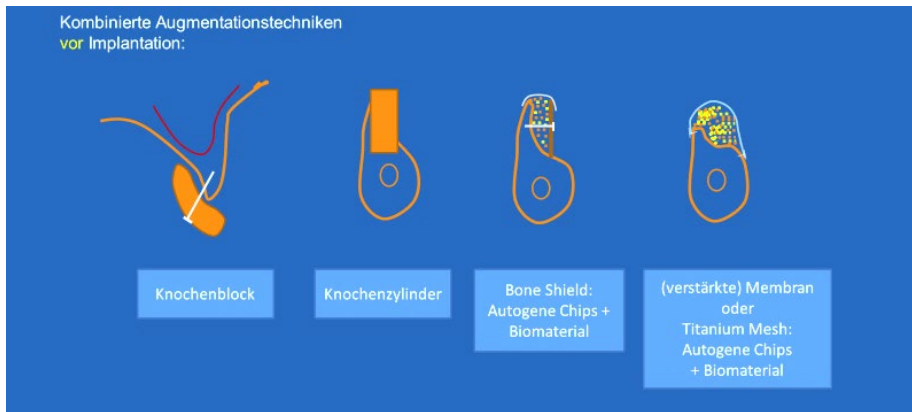 Kombinierte Augmentationstechniken
vor Implantation:
Knochenblock
Knochenzylinder
Bone Shield:
Autogene Chips +
Biomaterial
(verstärkte) Membran
oder
Titanium Mesh:
Autogene Chips
+ Biomaterial